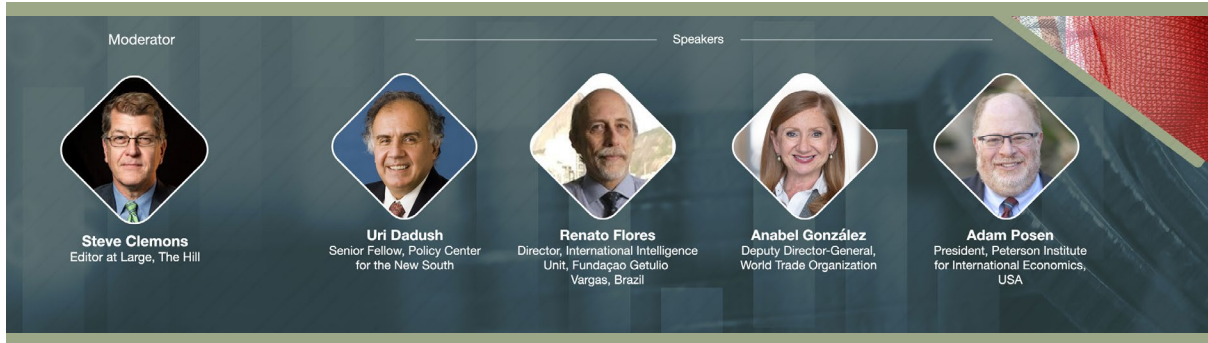 Moderator
Speakers
Steve Clemons
Editor at Large, The Hill
Uri Dadush
Senior Fellow, Policy Center
for the New South
Renato Flores
Director, International Intelligence
Unit, Fundaçao Getulio
Vargas, Brazil
Anabel González
Deputy Director-General,
World Trade Organization
Adam Posen
President, Peterson Institute
for International Economics,
USA